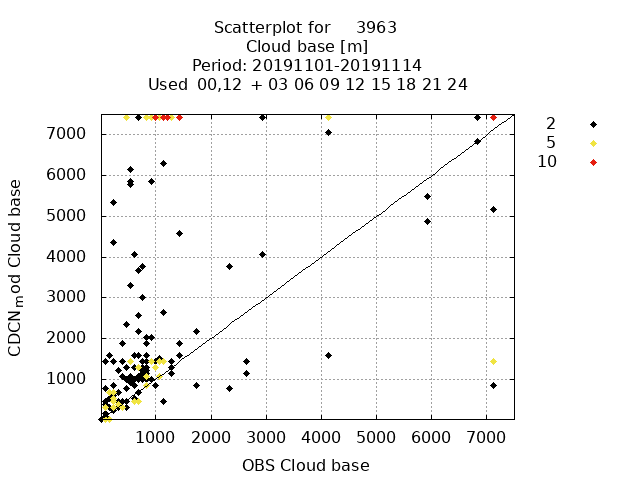 Scatterplot for 3963
Cloud base [m]
Period: 20191101-20191114
Used 00,12 + 03 06 09 12 15 18 21 24
2
5
10
7000
6000
5000
4000
3000
2000
1000
CDCNmod Cloud base
1000 2000 3000 4000 5000 6000 7000
OBS Cloud base